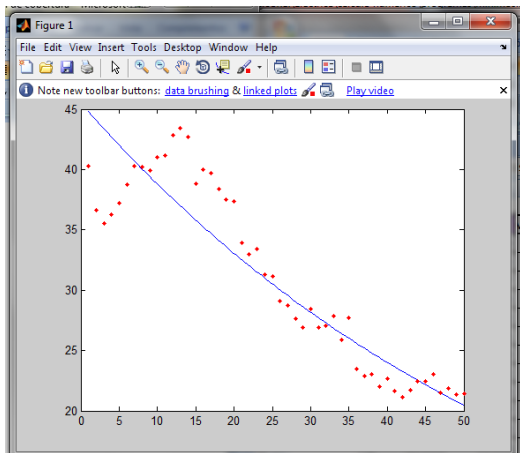 Figure 1
File Edit View Insert Tools Desktop Window Help
Note new toolbar buttons: data brushing & linked plots Play video
45
40
35
30
25
20
0 5 10 15 20 25 30 35 40 45 50